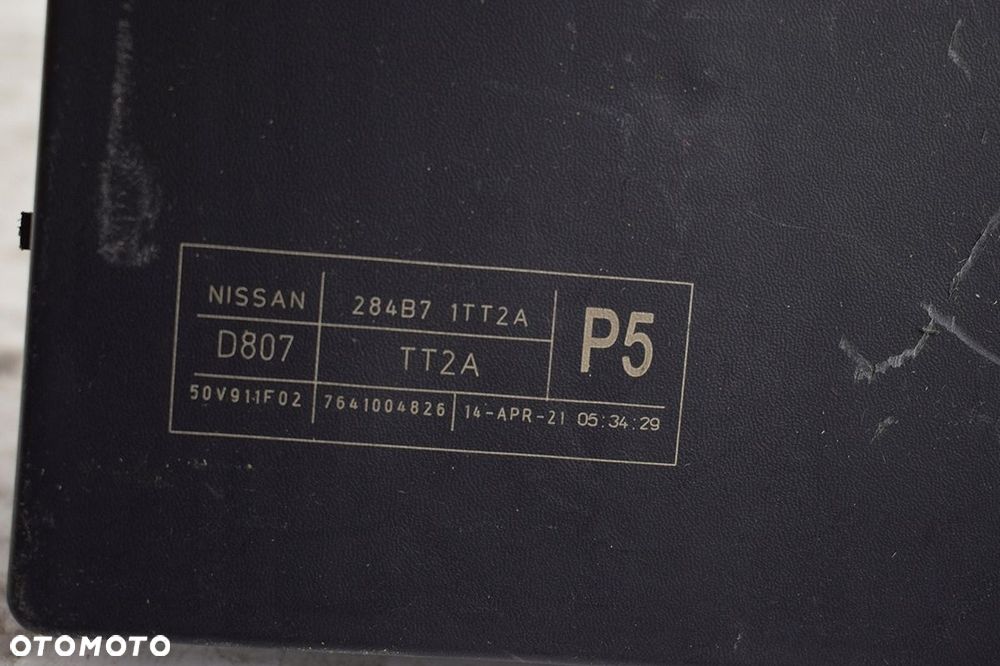 NISSAN 284B7 1TT2A P5
D807 TT2A
50V911F02 7641004826 14-APR-21 05:34:29
OTOMOTO